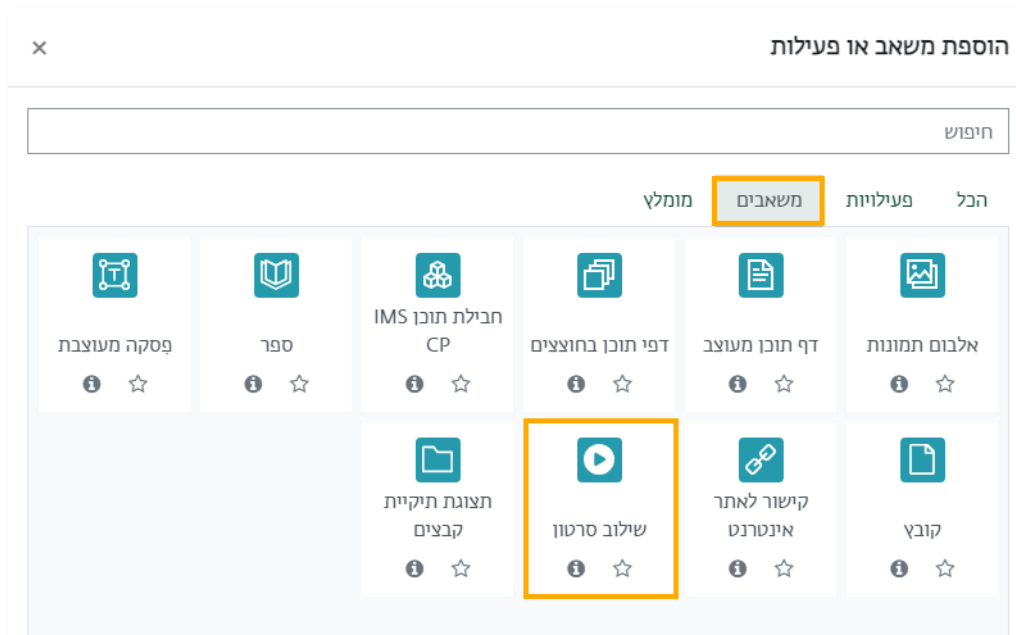 הוספת משאב או פעילות
×
חיפוש
הכל
פעילויות
משאבים
מומלץ
אלבום תמונות
דף תוכן מעוצב
דפי תוכן בחוצצים
חבילת תוכן IMS
CP
ספר
פִסקה מעוצבת
קובץ
קישור לאתר
אינטרנט
שילוב סרטון
תצוגת תיקיית
קבצים